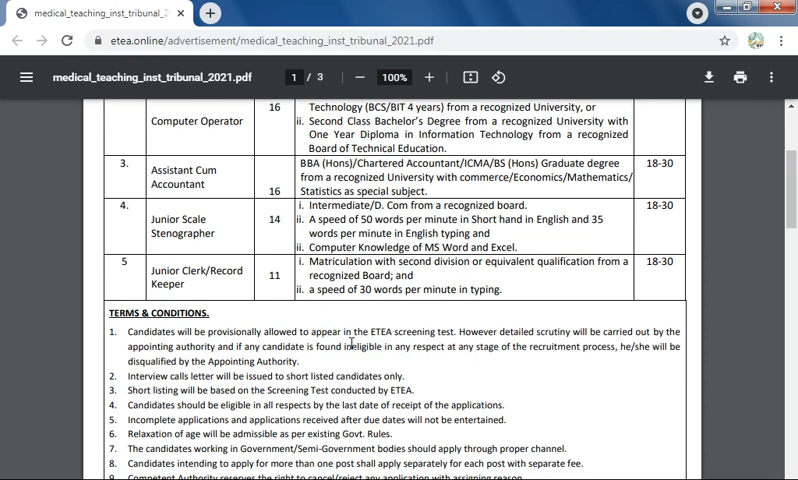 medical_teaching_inst_tribunal_2
etea.online/advertisement/medical_teaching_inst_tribunal_2021.pdf
medical_teaching_inst_tribunal_2021.pdf
1 / 3
100%
Computer Operator
16
Technology (BCS/BIT 4 years) from a recognized University, or
ii. Second Class Bachelor's Degree from a recognized University with
One Year Diploma in Information Technology from a recognized
Board of Technical Education.
3.
Assistant Cum
Accountant
16
BBA (Hons)/Chartered Accountant/ICMA/BS (Hons) Graduate degree
from a recognized University with commerce/Economics/Mathematics/
Statistics as special subject.
18-30
4.
Junior Scale
Stenographer
14
i. Intermediate/D. Com from a recognized board.
ii. A speed of 50 words per minute in Short hand in English and 35
words per minute in English typing and
ii. Computer Knowledge of MS Word and Excel.
18-30
5
Junior Clerk/Record
Keeper
11
i. Matriculation with second division or equivalent qualification from a
recognized Board; and
ii. a speed of 30 words per minute in typing.
18-30
TERMS & CONDITIONS.
1. Candidates will be provisionally allowed to appear in the ETEA screening test. However detailed scrutiny will be carried out by the
appointing authority and if any candidate is found ineligible in any respect at any stage of the recruitment process, he/she will be
disqualified by the Appointing Authority.
2. Interview calls letter will be issued to short listed candidates only.
3. Short listing will be based on the Screening Test conducted by ETEA.
4. Candidates should be eligible in all respects by the last date of receipt of the applications.
5. Incomplete applications and applications received after due dates will not be entertained.
6. Relaxation of age will be admissible as per existing Govt. Rules.
7. The candidates working in Government/Semi-Government bodies should apply through proper channel.
8. Candidates intending to apply for more than one post shall apply separately for each post with separate fee.
9. Competent Authority reserves the right to cancel/reject any application with assigning reason.